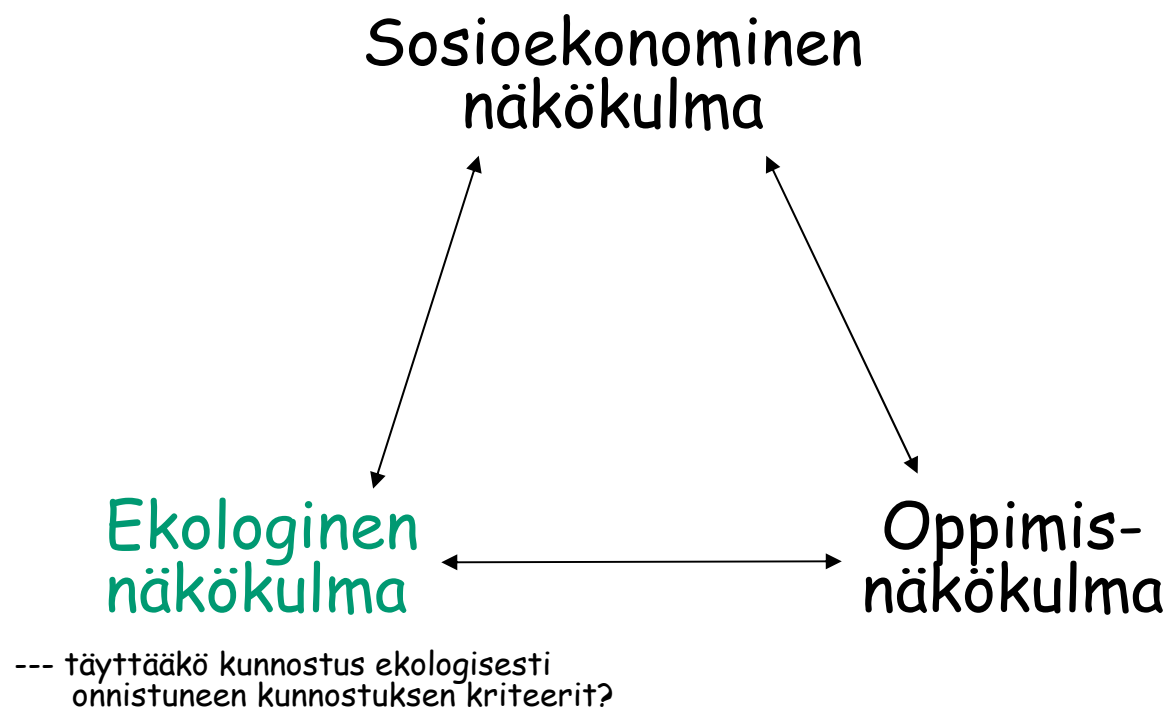 Sosioekonominen
näkökulma
Ekologinen
näkökulma
Oppimis-
näkökulma
--- täyttääkö kunnostus ekologisesti
onnistuneen kunnostuksen kriteerit?